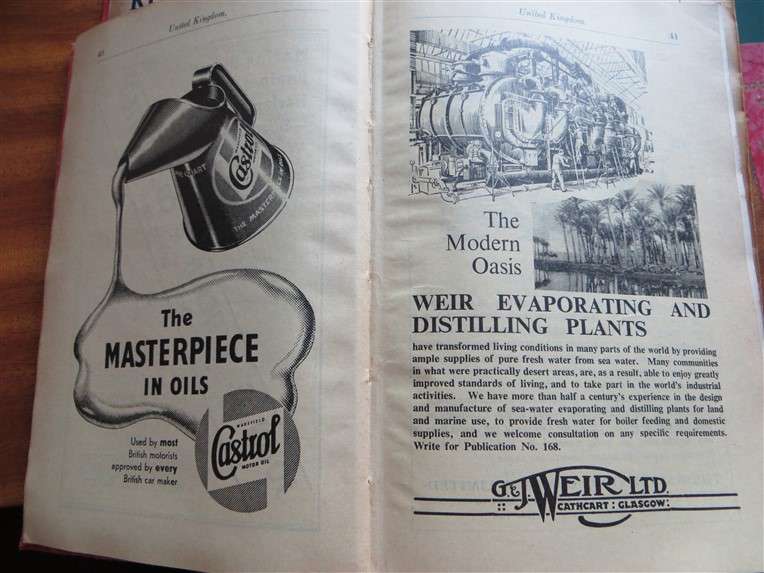 United Kingdom.
QUART
Castrol
THE MASTERPIECE
The
MASTERPIECE
IN OILS
Used by most
British motorists
approved by every
British car maker
WAKEFIELD
Castrol
MOTOR OIL
United Kingdom.
The
Modern
Oasis
WEIR EVAPORATING AND
DISTILLING PLANTS
have transformed living conditions in many parts of the world by providing
ample supplies of pure fresh water from sea water. Many communities
in what were practically desert areas, are, as a result, able to enjoy greatly
improved standards of living, and to take part in the world's industrial
activities. We have more than half a century's experience in the design
and manufacture of sea-water evaporating and distilling plants for land
and marine use, to provide fresh water for boiler feeding and domestic
supplies, and we welcome consultation on any specific requirements.
Write for Publication No. 168.
G. & J. WEIR LTD.
CATHCART : GLASGOW